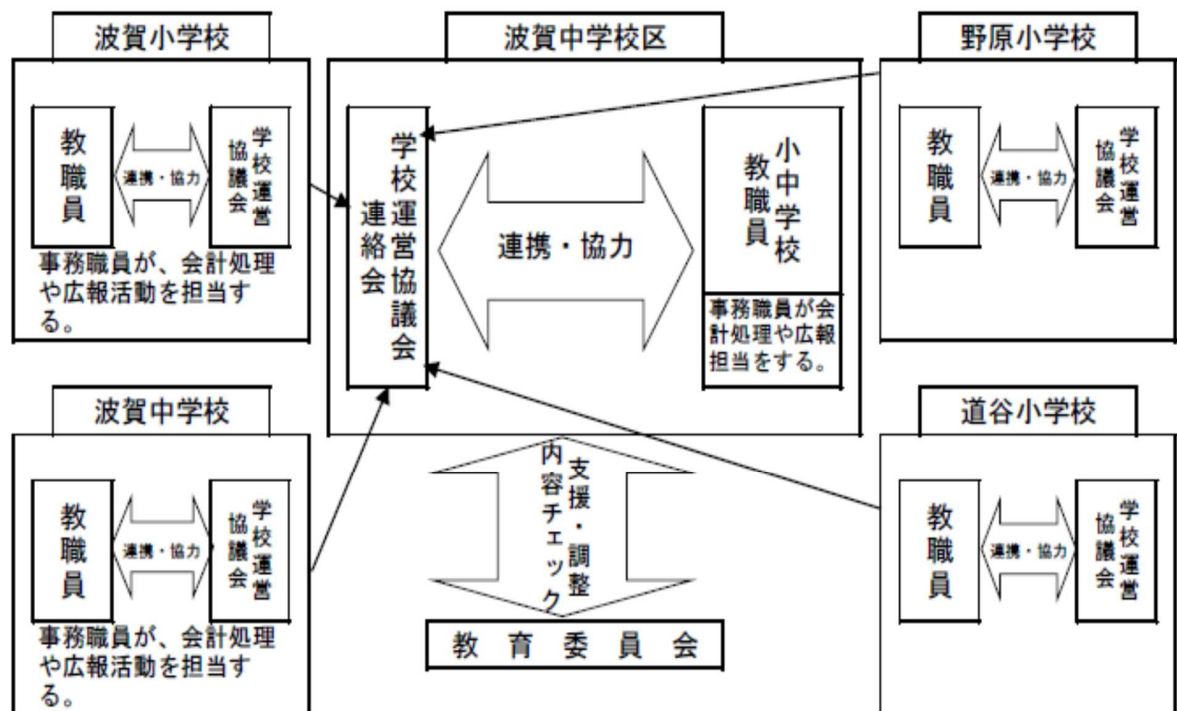 波賀小学校
教職員
連携・協力
学校運営
協議会
事務職員が、会計処理
や広報活動を担当す
る。
波賀中学校区
学校運営協議会
連絡会
連携・協力
小中学校
教職員
事務職員が会
計処理や広報
担当をする。
野原小学校
教職員
連携・協力
学校運営
協議会
波賀中学校
教職員
連携・協力
学校運営
協議会
事務職員が、会計処理
や広報活動を担当す
る。
支援・調整
内容チェック
教育委員会
道谷小学校
教職員
連携・協力
学校運営
協議会